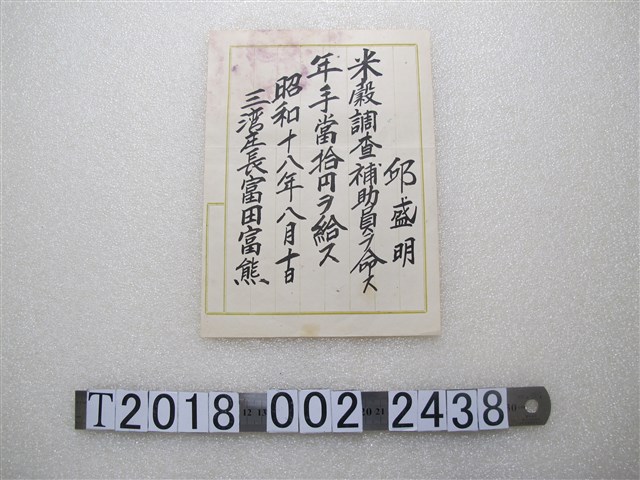 邱盛明
米穀調査補助員ヲ命ス
年手當拾円ヲ給ス
昭和十八年八月十日
三湾庄長富田富熊
T2018 002 2438